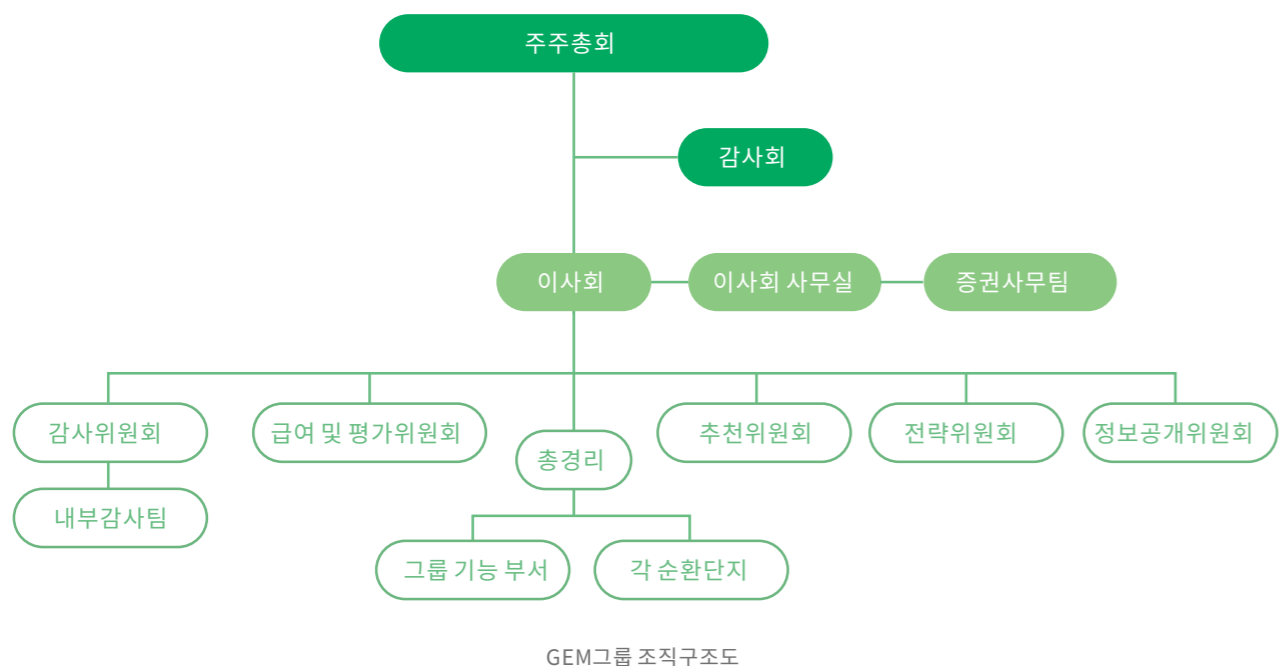 주주총회
감사회
이사회
이사회 사무실
증권사무팀
감사위원회
급여 및 평가위원회
총경리
추천위원회
전략위원회
정보공개위원회
내부감사팀
그룹 기능 부서
각 순환단지
GEM그룹 조직구조도